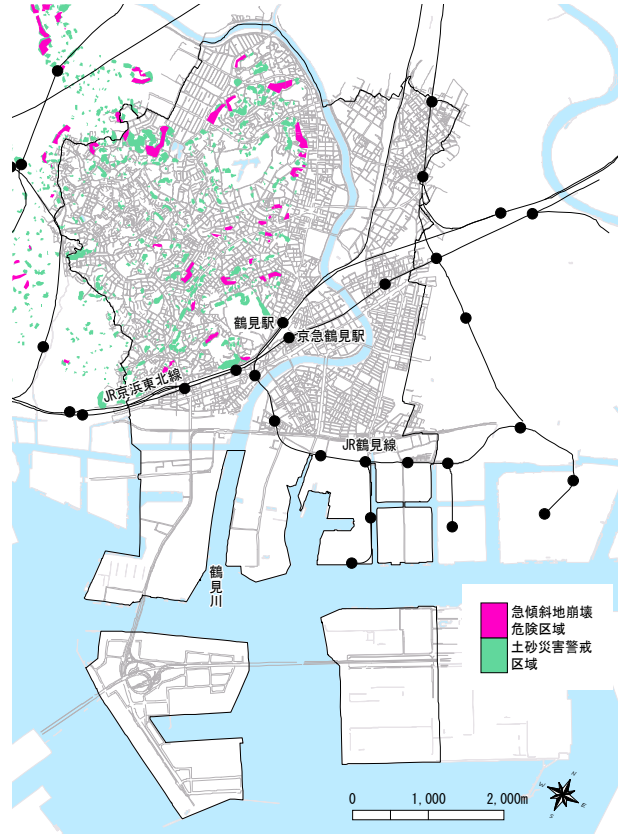 鶴見駅
京急鶴見駅
JR京浜東北線
JR鶴見線
鶴見川
急傾斜地崩壊
危険区域
土砂災害警戒
区域
0 1,000 2,000m
N
W
E
S